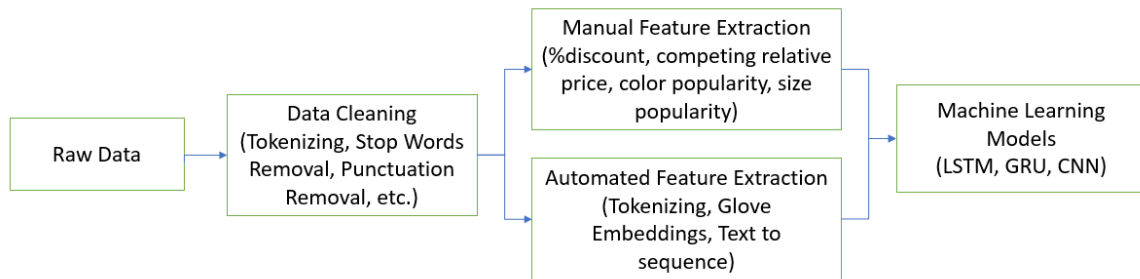 Raw Data
Data Cleaning
(Tokenizing, Stop Words
Removal, Punctuation
Removal, etc.)
Manual Feature Extraction
(%discount, competing relative
price, color popularity, size
popularity)
Automated Feature Extraction
(Tokenizing, Glove
Embeddings, Text to
sequence)
Machine Learning
Models
(LSTM, GRU, CNN)